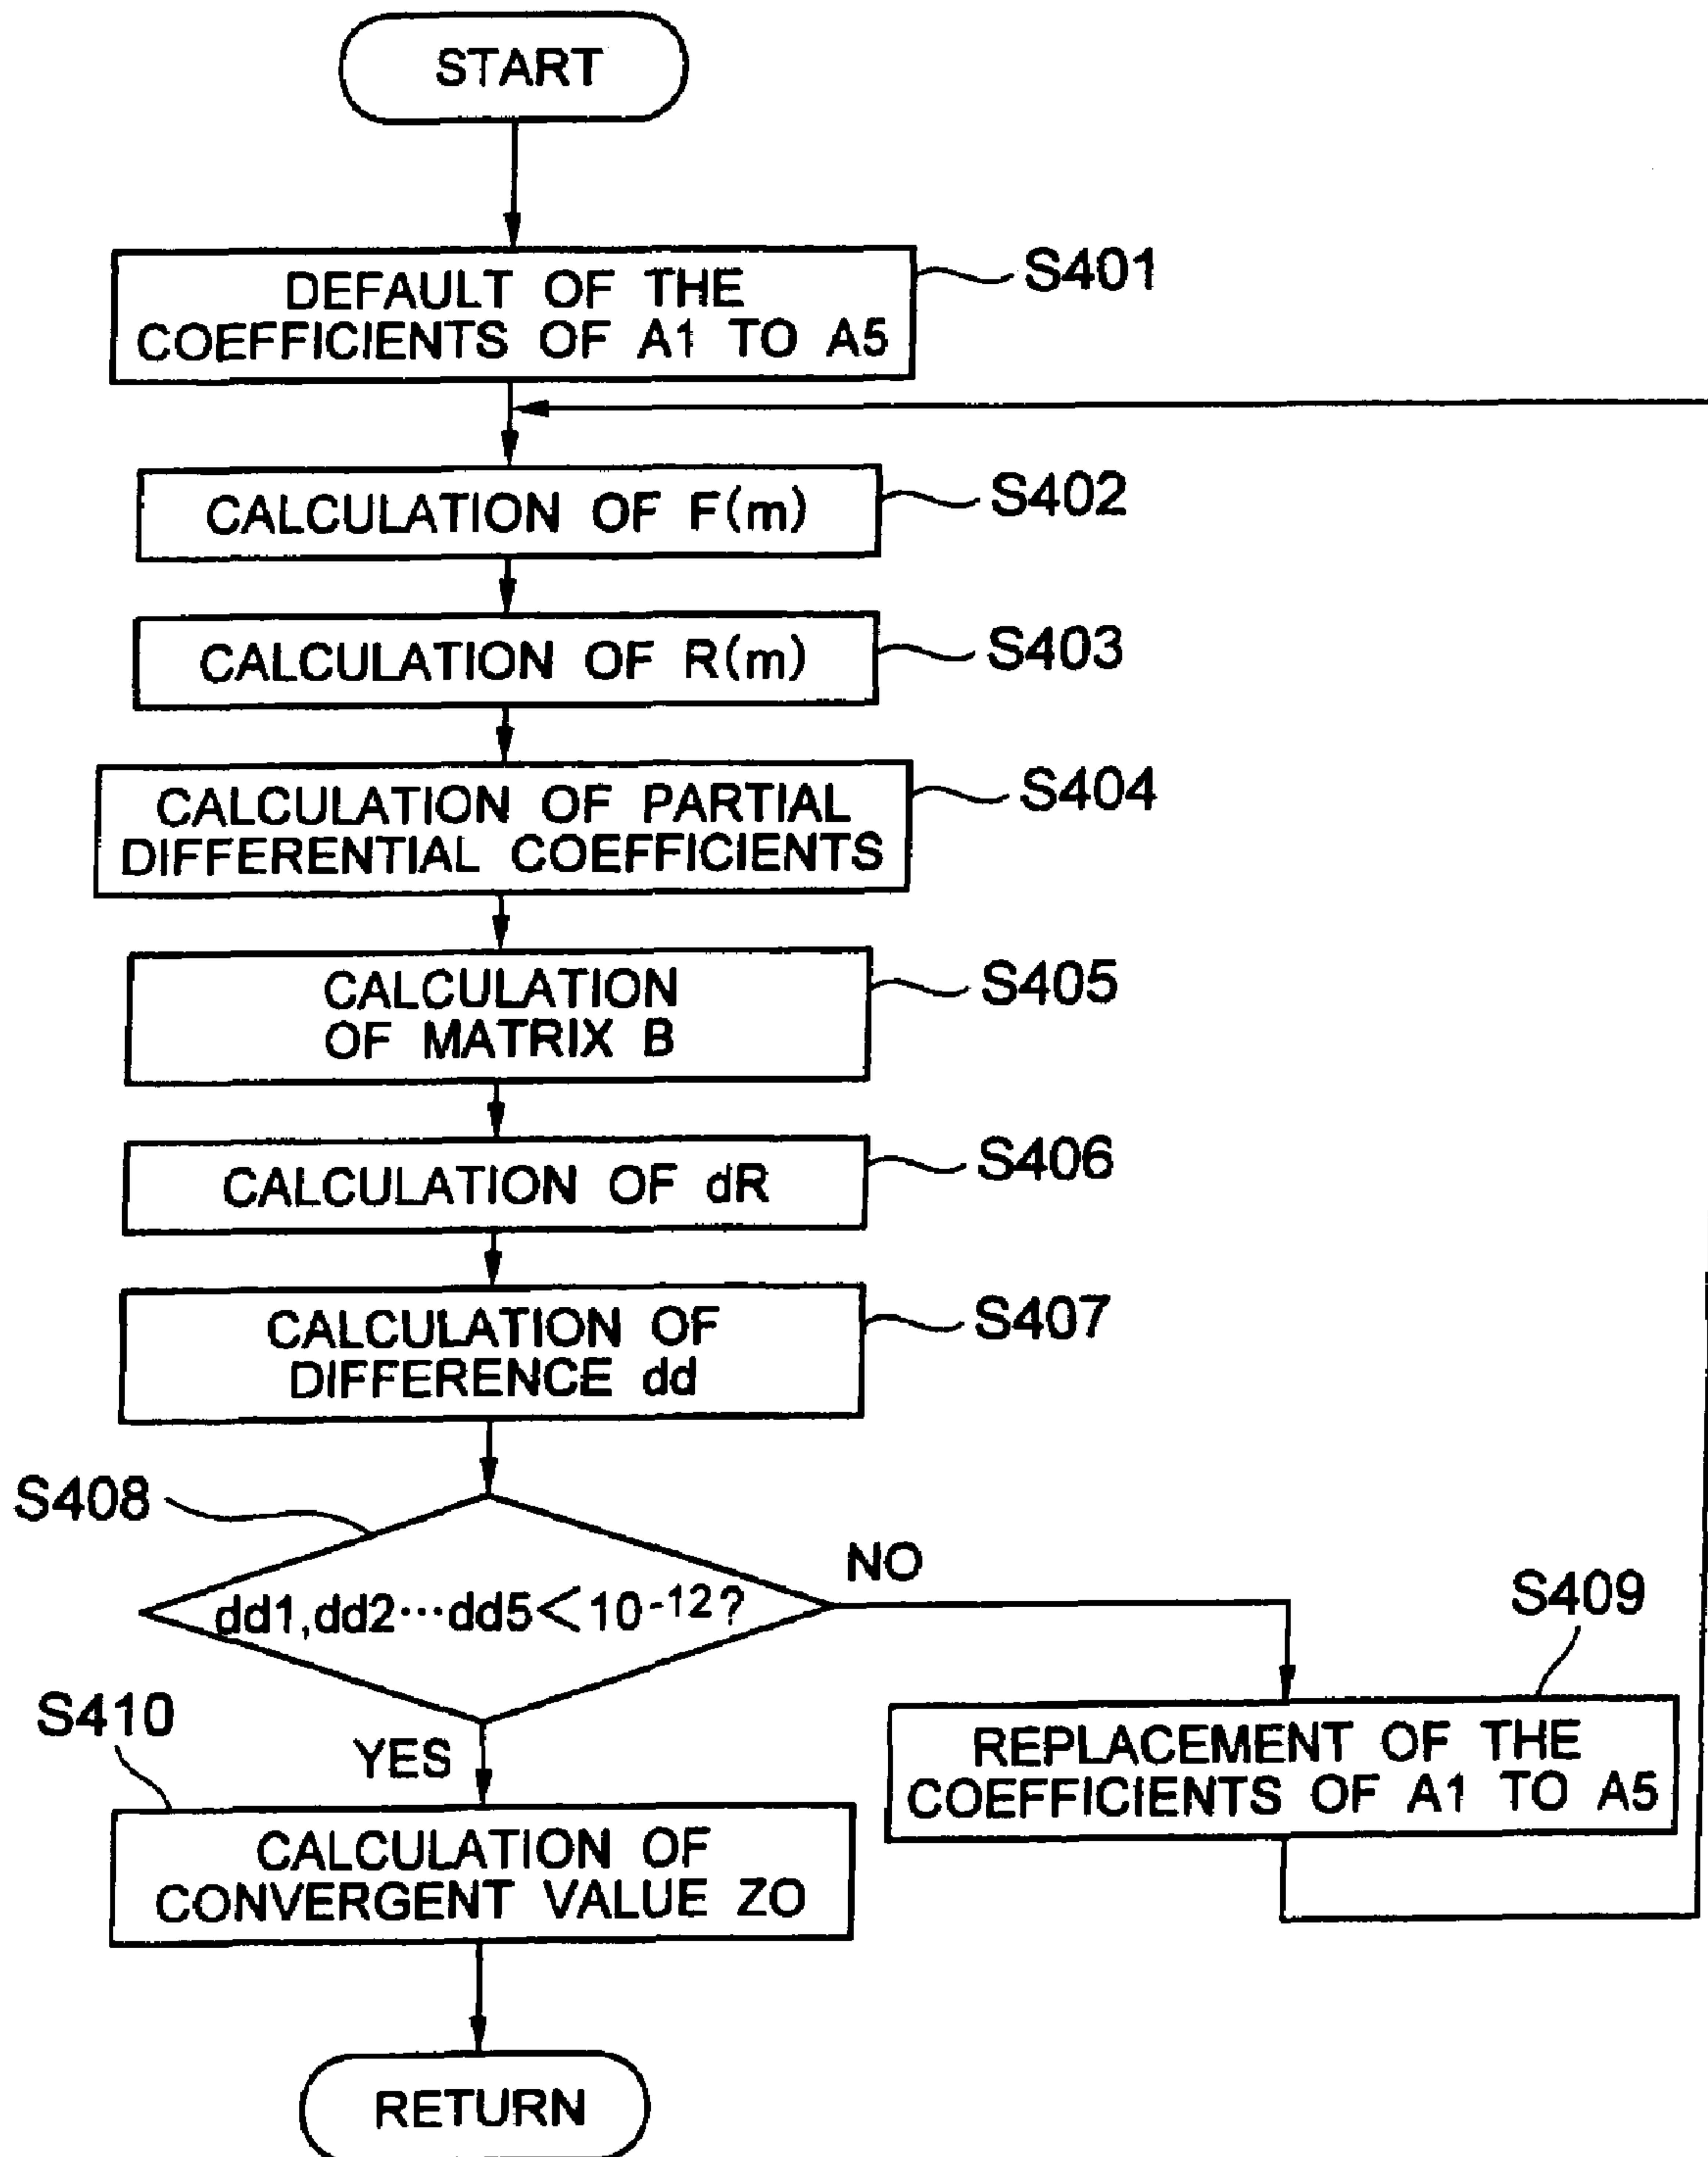 START
DEFAULT OF THE
COEFFICIENTS OF A1 TO A5
S401
CALCULATION OF F(m)
S402
CALCULATION OF R(m)
S403
CALCULATION OF PARTIAL
DIFFERENTIAL COEFFICIENTS
S404
CALCULATION
OF MATRIX B
S405
CALCULATION OF dR
S406
CALCULATION OF
DIFFERENCE dd
S407
S408
dd1,dd2···dd5<10⁻¹²?
NO
YES
S409
REPLACEMENT OF THE
COEFFICIENTS OF A1 TO A5
S410
CALCULATION OF
CONVERGENT VALUE ZO
RETURN